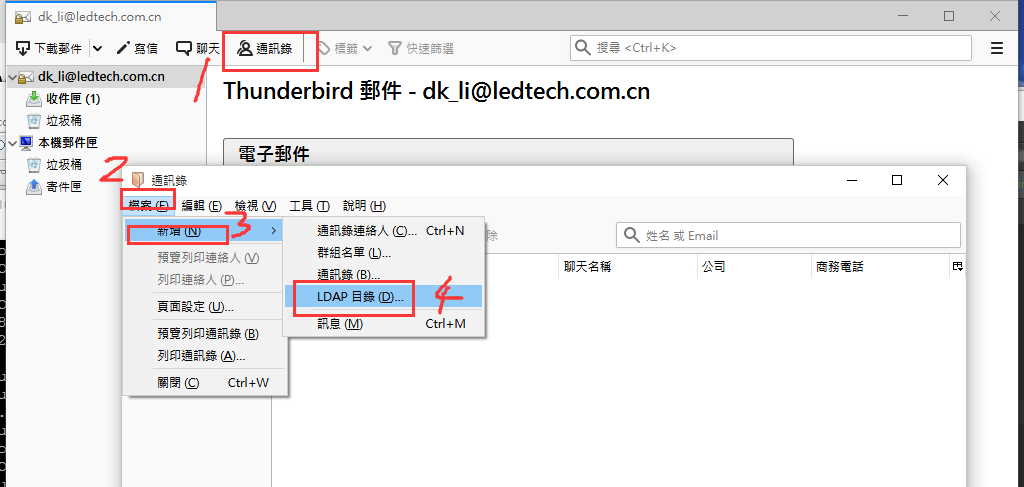 dk_li@ledtech.com.cn
下載郵件 寫信 聊天 通訊錄 標籤 快速篩選 搜尋 <Ctrl+K>
1
dk_li@ledtech.com.cn
收件匣 (1)
垃圾桶
本機郵件匣
垃圾桶
寄件匣
Thunderbird 郵件 - dk_li@ledtech.com.cn
電子郵件
2
通訊錄
檔案 (F) 編輯 (E) 檢視 (V) 工具 (T) 說明 (H)
3
新增 (N)
預覽列印連絡人 (V)
列印連絡人 (P)...
頁面設定 (U)...
預覽列印通訊錄 (B)
列印通訊錄 (A)...
關閉 (C) Ctrl+W
通訊錄連絡人 (C)... Ctrl+N
群組名單 (L)...
通訊錄 (B)...
LDAP 目錄 (D)...
4
訊息 (M) Ctrl+M
除
姓名 或 Email
聊天名稱 公司 商務電話